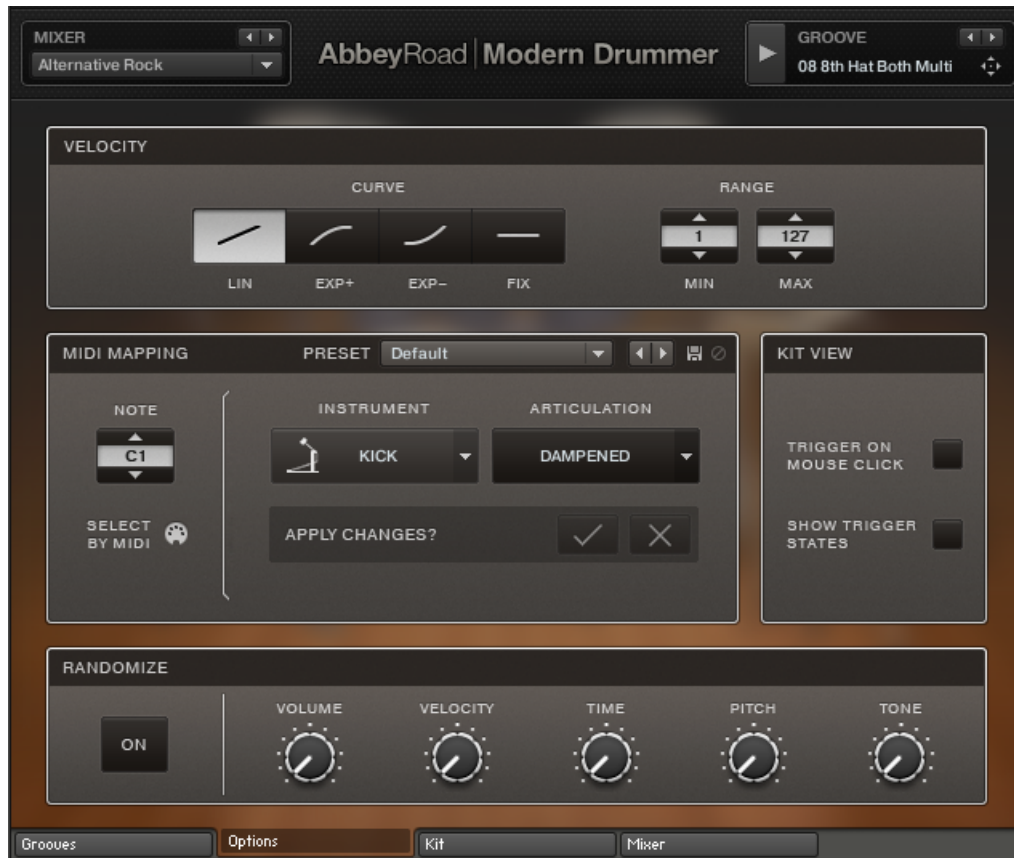 MIXER
Alternative Rock
AbbeyRoad | Modern Drummer
GROOVE
08 8th Hat Both Multi
VELOCITY
CURVE
RANGE
1
127
LIN
EXP+
EXP-
FIX
MIN
MAX
MIDI MAPPING
PRESET
Default
NOTE
C1
SELECT
BY MIDI
INSTRUMENT
KICK
ARTICULATION
DAMPENED
APPLY CHANGES?
KIT VIEW
TRIGGER ON
MOUSE CLICK
SHOW TRIGGER
STATES
RANDOMIZE
ON
VOLUME
VELOCITY
TIME
PITCH
TONE
Grooves
Options
Kit
Mixer